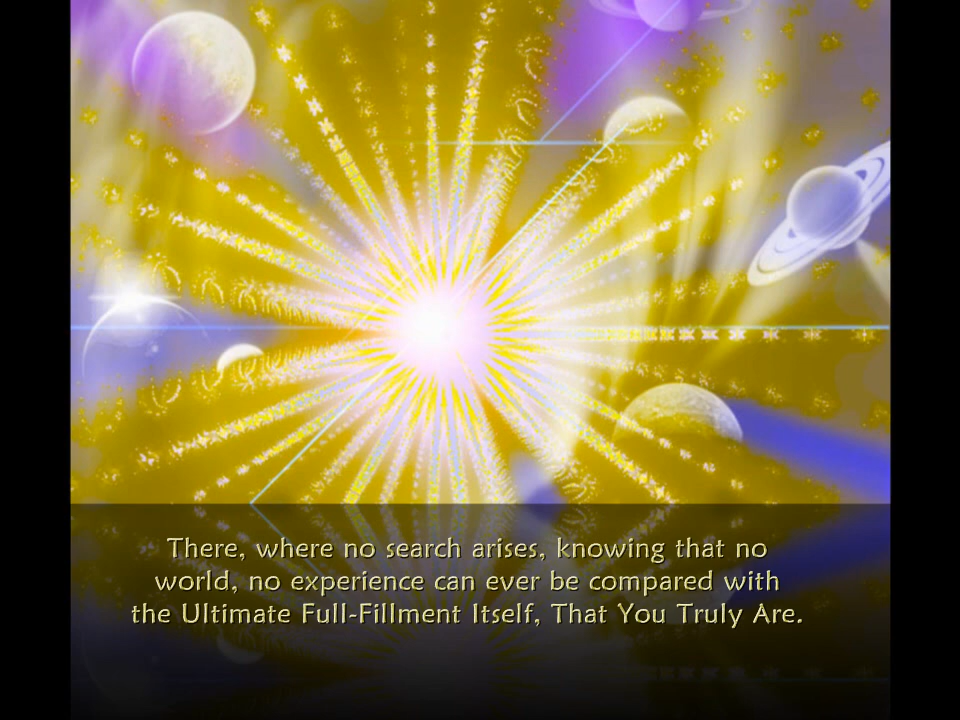 There, where no search arises, knowing that no
world, no experience can ever be compared with
the Ultimate Full-Fillment Itself, That You Truly Are.